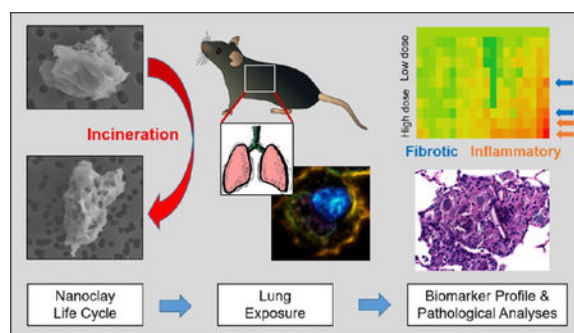 Incineration
Low dose
High dose
Fibrotic Inflammatory
Nanoclay
Life Cycle
Lung
Exposure
Biomarker Profile &
Pathological Analyses